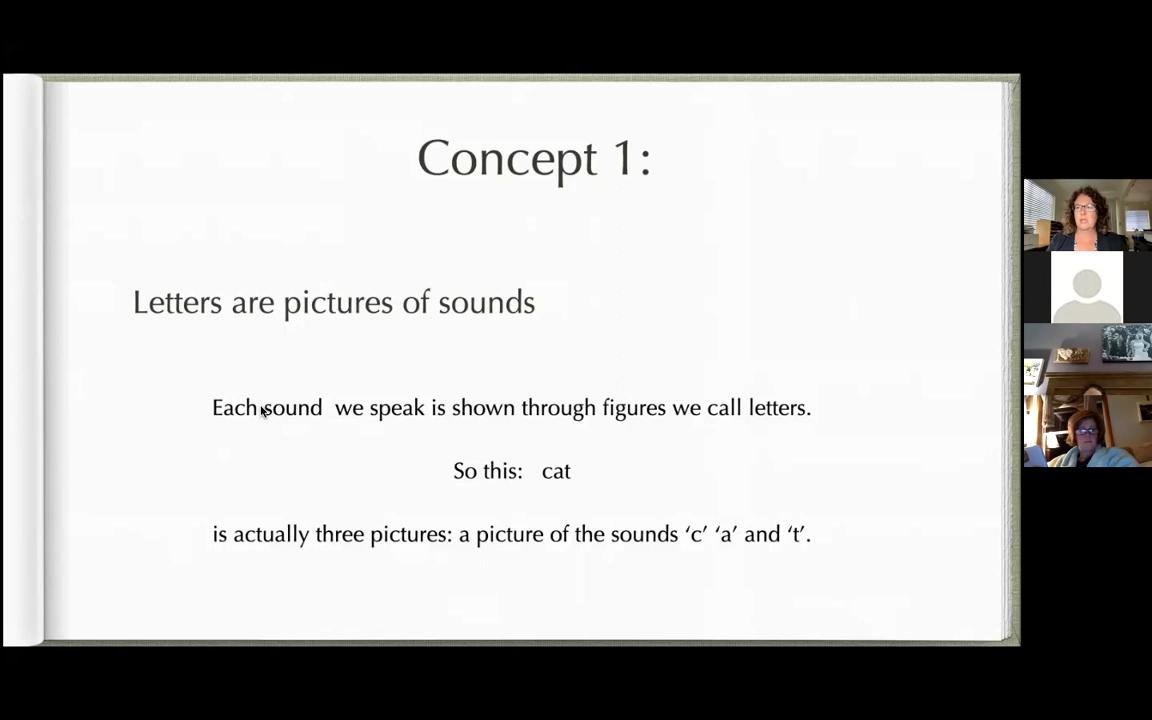 Concept 1:
Letters are pictures of sounds
Each sound we speak is shown through figures we call letters.
So this: cat
is actually three pictures: a picture of the sounds ‘c’ ‘a’ and ‘t’.